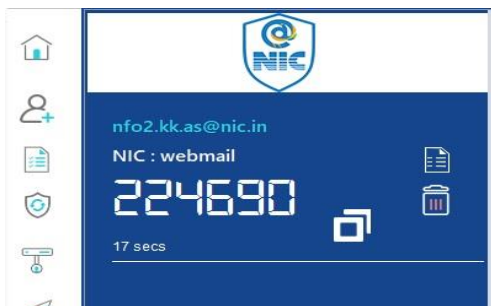 @
NIC
nfo2.kk.as@nic.in
NIC : webmail
224690
17 secs